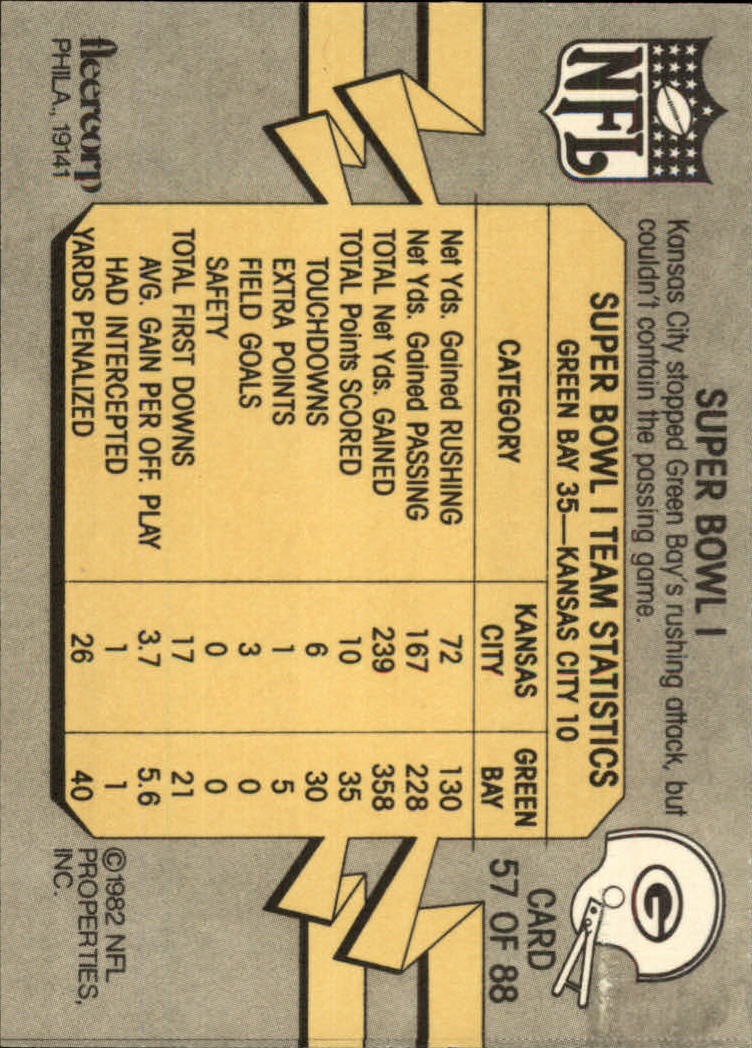 SUPER BOWL I
Kansas City stopped Green Bay's rushing attack, but
couldn't contain the passing game.
NFL
G
CARD
57 OF 88
SUPER BOWL I TEAM STATISTICS
GREEN BAY 35—KANSAS CITY 10
CATEGORY KANSAS CITY GREEN BAY
Net Yds. Gained RUSHING 72 130
Net Yds. Gained PASSING 167 228
TOTAL Net Yds. GAINED 239 358
TOTAL Points SCORED 10 35
TOUCHDOWNS 6 30
EXTRA POINTS 1 5
FIELD GOALS 3 0
SAFETY 0 0
TOTAL FIRST DOWNS 17 21
AVG. GAIN PER OFF. PLAY 3.7 5.6
HAD INTERCEPTED 1 1
YARDS PENALIZED 26 40
fleercorp
PHILA., 19141
©1982 NFL
PROPERTIES,
INC.